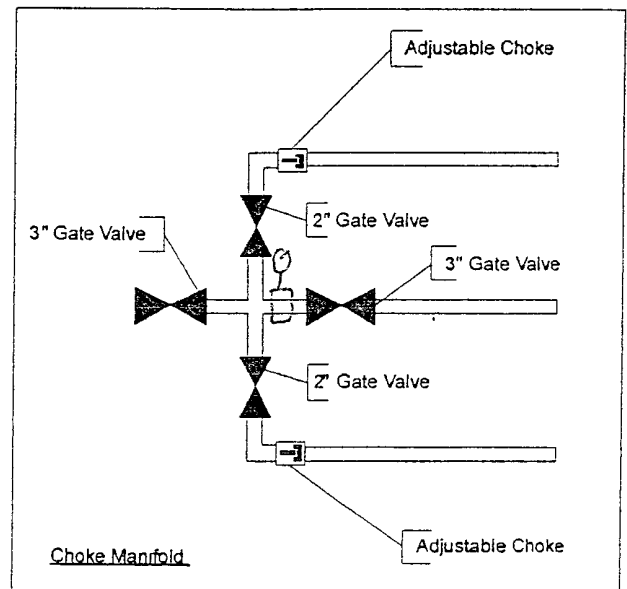 Adjustable Choke
2" Gate Valve
3" Gate Valve
3" Gate Valve
2" Gate Valve
Adjustable Choke
Choke Manifold